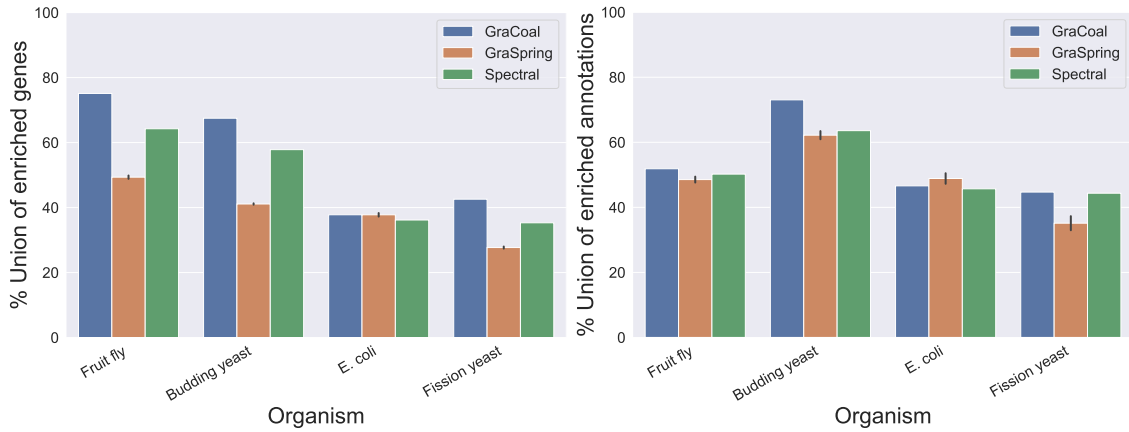 % Union of enriched genes
100
80
60
40
20
0
GraCoal
GraSpring
Spectral
Fruit fly
Budding yeast
E. coli
Fission yeast
Organism
% Union of enriched annotations
100
80
60
40
20
0
GraCoal
GraSpring
Spectral
Fruit fly
Budding yeast
E. coli
Fission yeast
Organism